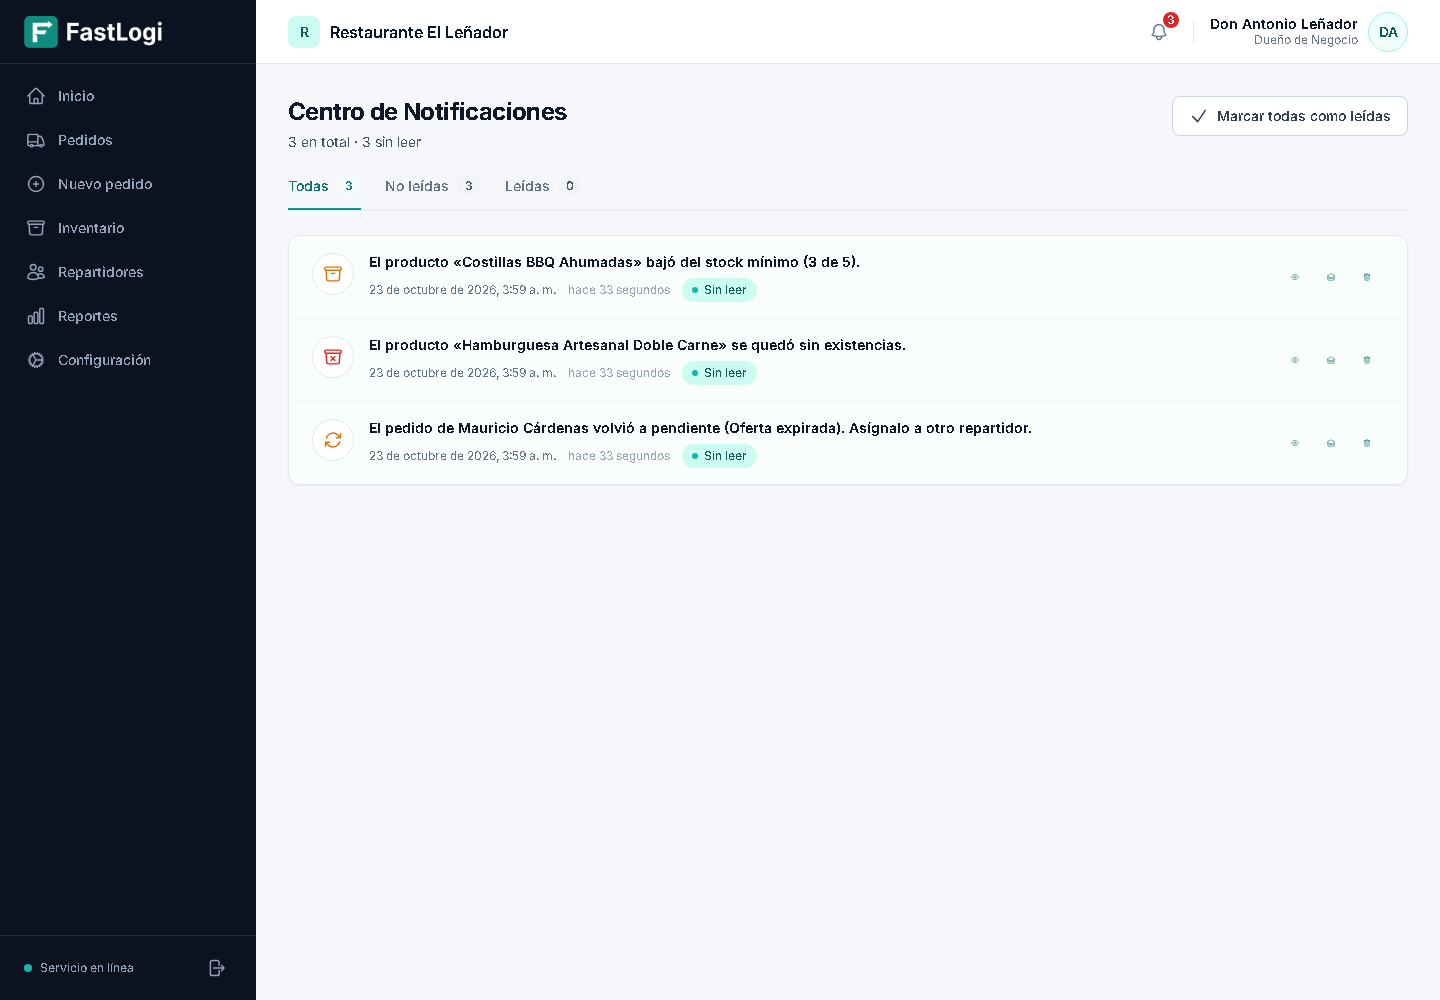 FastLogi
Inicio
Pedidos
Nuevo pedido
Inventario
Repartidores
Reportes
Configuración
Servicio en línea
R
Restaurante El Leñador
3
Don Antonio Leñador
Dueño de Negocio
DA
Centro de Notificaciones
3 en total · 3 sin leer
Marcar todas como leídas
Todas 3
No leídas 3
Leídas 0
El producto «Costillas BBQ Ahumadas» bajó del stock mínimo (3 de 5).
23 de octubre de 2026, 3:59 a. m. hace 33 segundos Sin leer
El producto «Hamburguesa Artesanal Doble Carne» se quedó sin existencias.
23 de octubre de 2026, 3:59 a. m. hace 33 segundos Sin leer
El pedido de Mauricio Cárdenas volvió a pendiente (Oferta expirada). Asígnalo a otro repartidor.
23 de octubre de 2026, 3:59 a. m. hace 33 segundos Sin leer